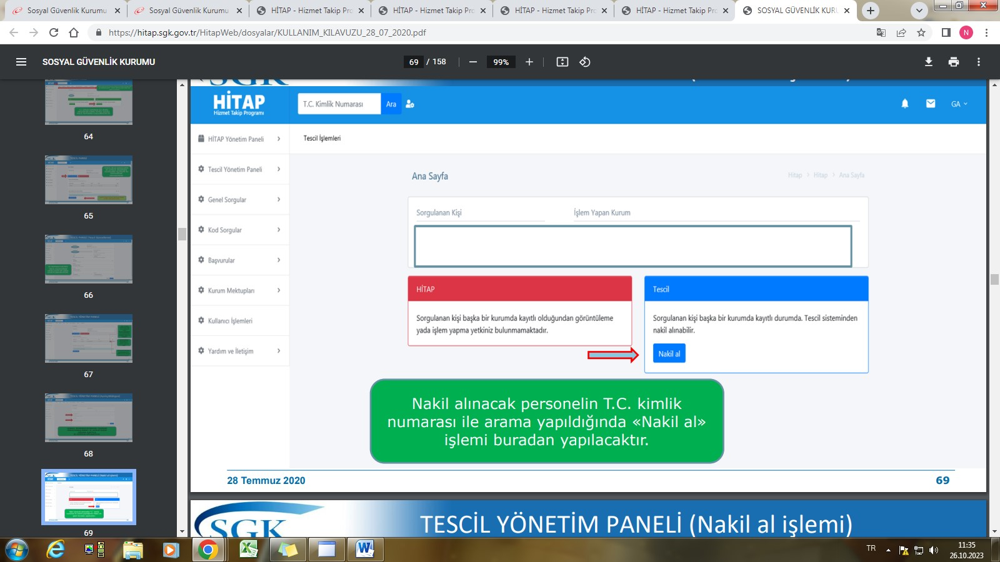 Sosyal Güvenlik Kurumu
Sosyal Güvenlik Kurumu
HİTAP - Hizmet Takip Pro
HİTAP - Hizmet Takip Pro
HİTAP - Hizmet Takip Pro
HİTAP - Hizmet Takip Pro
SOSYAL GÜVENLİK KURU
https://hitap.sgk.gov.tr/HitapWeb/dosyalar/KULLANIM_KILAVUZU_28_07_2020.pdf
N
SOSYAL GÜVENLİK KURUMU
69 / 158
99%
64
65
66
67
68
69
SGK
HİTAP
Hizmet Takip Programı
T.C. Kimlik Numarası
Ara
GA
HİTAP Yönetim Paneli
Tescil Yönetim Paneli
Genel Sorgular
Kod Sorgular
Başvurular
Kurum Mektupları
Kullanıcı İşlemleri
Yardım ve İletişim
Tescil İşlemleri
Ana Sayfa
Hitap > Hitap > Ana Sayfa
Sorgulanan Kişi
İşlem Yapan Kurum
HİTAP
Sorgulanan kişi başka bir kurumda kayıtlı olduğundan görüntüleme
yada işlem yapma yetkiniz bulunmamaktadır.
Tescil
Sorgulanan kişi başka bir kurumda kayıtlı durumda. Tescil sisteminden
nakil alınabilir.
Nakil al
Nakil alınacak personelin T.C. kimlik
numarası ile arama yapıldığında «Nakil al»
işlemi buradan yapılacaktır.
28 Temmuz 2020
69
SGK
TESCİL YÖNETİM PANELİ (Nakil al işlemi)
TR
11:35
26.10.2023